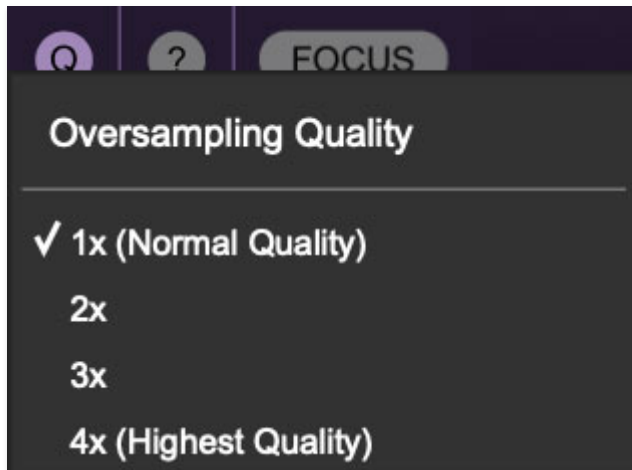 Q ? FOCUS
Oversampling Quality
✓ 1x (Normal Quality)
2x
3x
4x (Highest Quality)